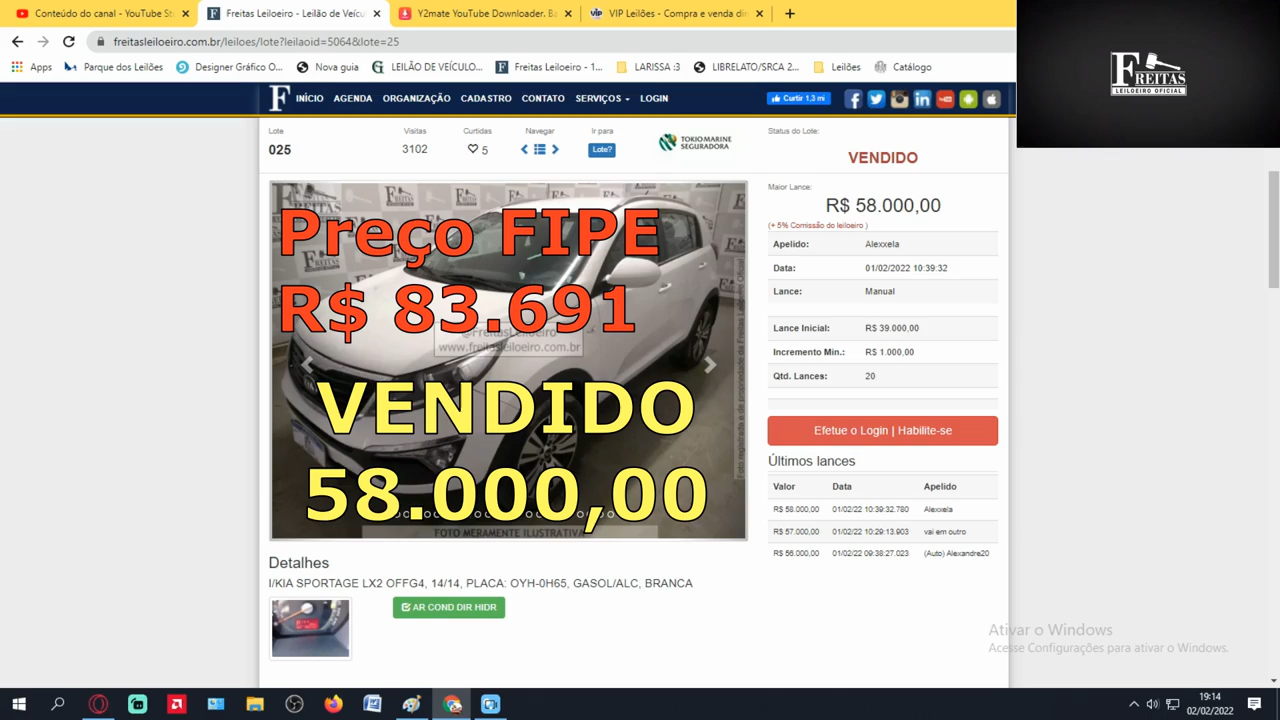 Conteúdo do canal - YouTube St
Freitas Leiloeiro - Leilão de Veícu
Y2mate YouTube Downloader. Ba
VIP Leilões - Compra e venda di
freitasleiloeiro.com.br/leiloes/lote?leilaoid=5064&lote=25
Apps
Parque dos Leilões
Designer Gráfico O...
Nova guia
LEILÃO DE VEÍCULO...
Freitas Leiloeiro - 1...
LARISSA :3
LIBRELATO/SRCA 2...
Leilões
Catálogo
FREITAS
LEILOEIRO OFICIAL
F INÍCIO AGENDA ORGANIZAÇÃO CADASTRO CONTATO SERVIÇOS LOGIN
Curtir 1,3 mi
Lote
025
Visitas
3102
Curtidas
5
Navegar
Ir para
Lote?
TOKIO MARINE
SEGURADORA
Status do Lote:
VENDIDO
Preço FIPE
R$ 83.691
@FreitasLeiloeiro
www.freitasleiloeiro.com.br
VENDIDO
58.000,00
FOTO MERAMENTE ILUSTRATIVA
Maior Lance:
R$ 58.000,00
(+ 5% Comissão do leiloeiro )
Apelido: Alexxela
Data: 01/02/2022 10:39:32
Lance: Manual
Lance Inicial: R$ 39.000,00
Incremento Min.: R$ 1.000,00
Qtd. Lances: 20
Efetue o Login | Habilite-se
Últimos lances
Valor Data Apelido
R$ 58.000,00 01/02/22 10:39:32.780 Alexxela
R$ 57.000,00 01/02/22 10:29:13.903 vai em outro
R$ 56.000,00 01/02/22 09:38:27.023 (Auto) Alexandre20
Detalhes
I/KIA SPORTAGE LX2 OFFG4, 14/14, PLACA: OYH-0H65, GASOL/ALC, BRANCA
AR COND DIR HIDR
Ativar o Windows
Acesse Configurações para ativar o Windows.
19:14
02/02/2022